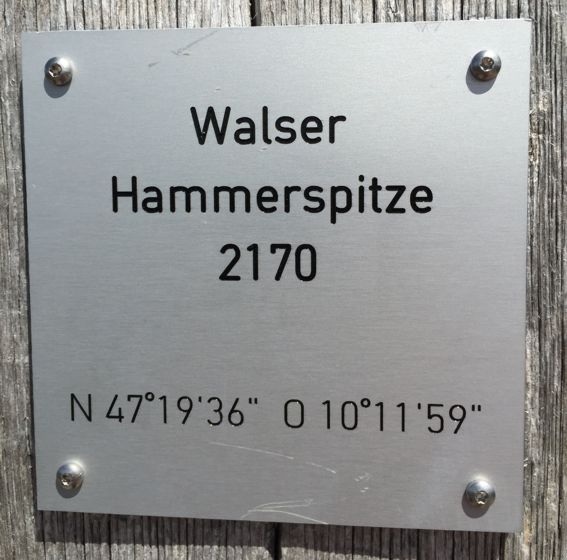 Walser
Hammerspitze
2170
N 47°19'36" O 10°11'59"